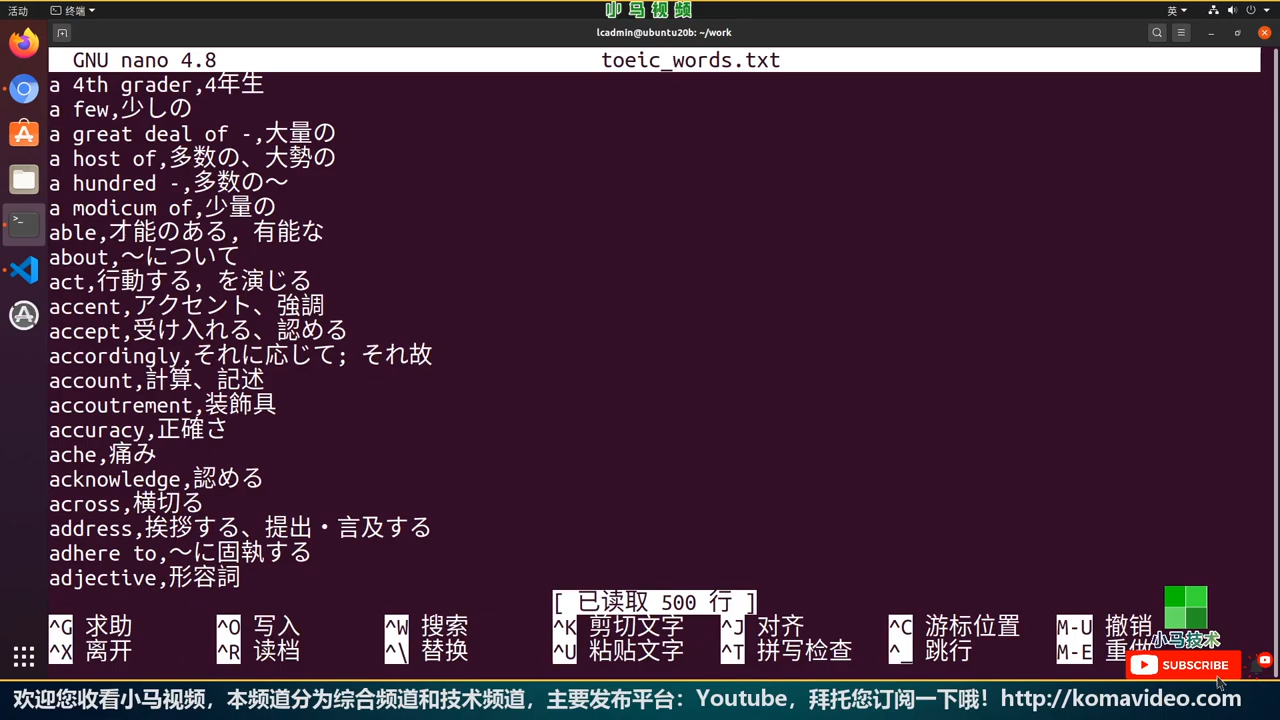 活动 终端 小马视频 英
lcadmin@ubuntu20b: ~/work
GNU nano 4.8 toeic_words.txt
a 4th grader,4年生
a few,少しの
a great deal of -,大量の
a host of,多数の、大勢の
a hundred -,多数の〜
a modicum of,少量の
able,才能のある, 有能な
about,〜について
act,行動する, を演じる
accent,アクセント、強調
accept,受け入れる、認める
accordingly,それに応じて; それ故
account,計算、記述
accoutrement,装飾具
accuracy,正確さ
ache,痛み
acknowledge,認める
across,横切る
address,挨拶する、提出・言及する
adhere to,〜に固執する
adjective,形容詞
[ 已读取 500 行 ]
^G 求助 ^O 写入 ^W 搜索 ^K 剪切文字 ^J 对齐 ^C 游标位置 M-U 撤销
^X 离开 ^R 读档 ^\ 替换 ^U 粘贴文字 ^T 拼写检查 ^_ 跳行 M-E 重做
小马技术
SUBSCRIBE
欢迎您收看小马视频，本频道分为综合频道和技术频道，主要发布平台：Youtube，拜托您订阅一下哦！http://komavideo.com